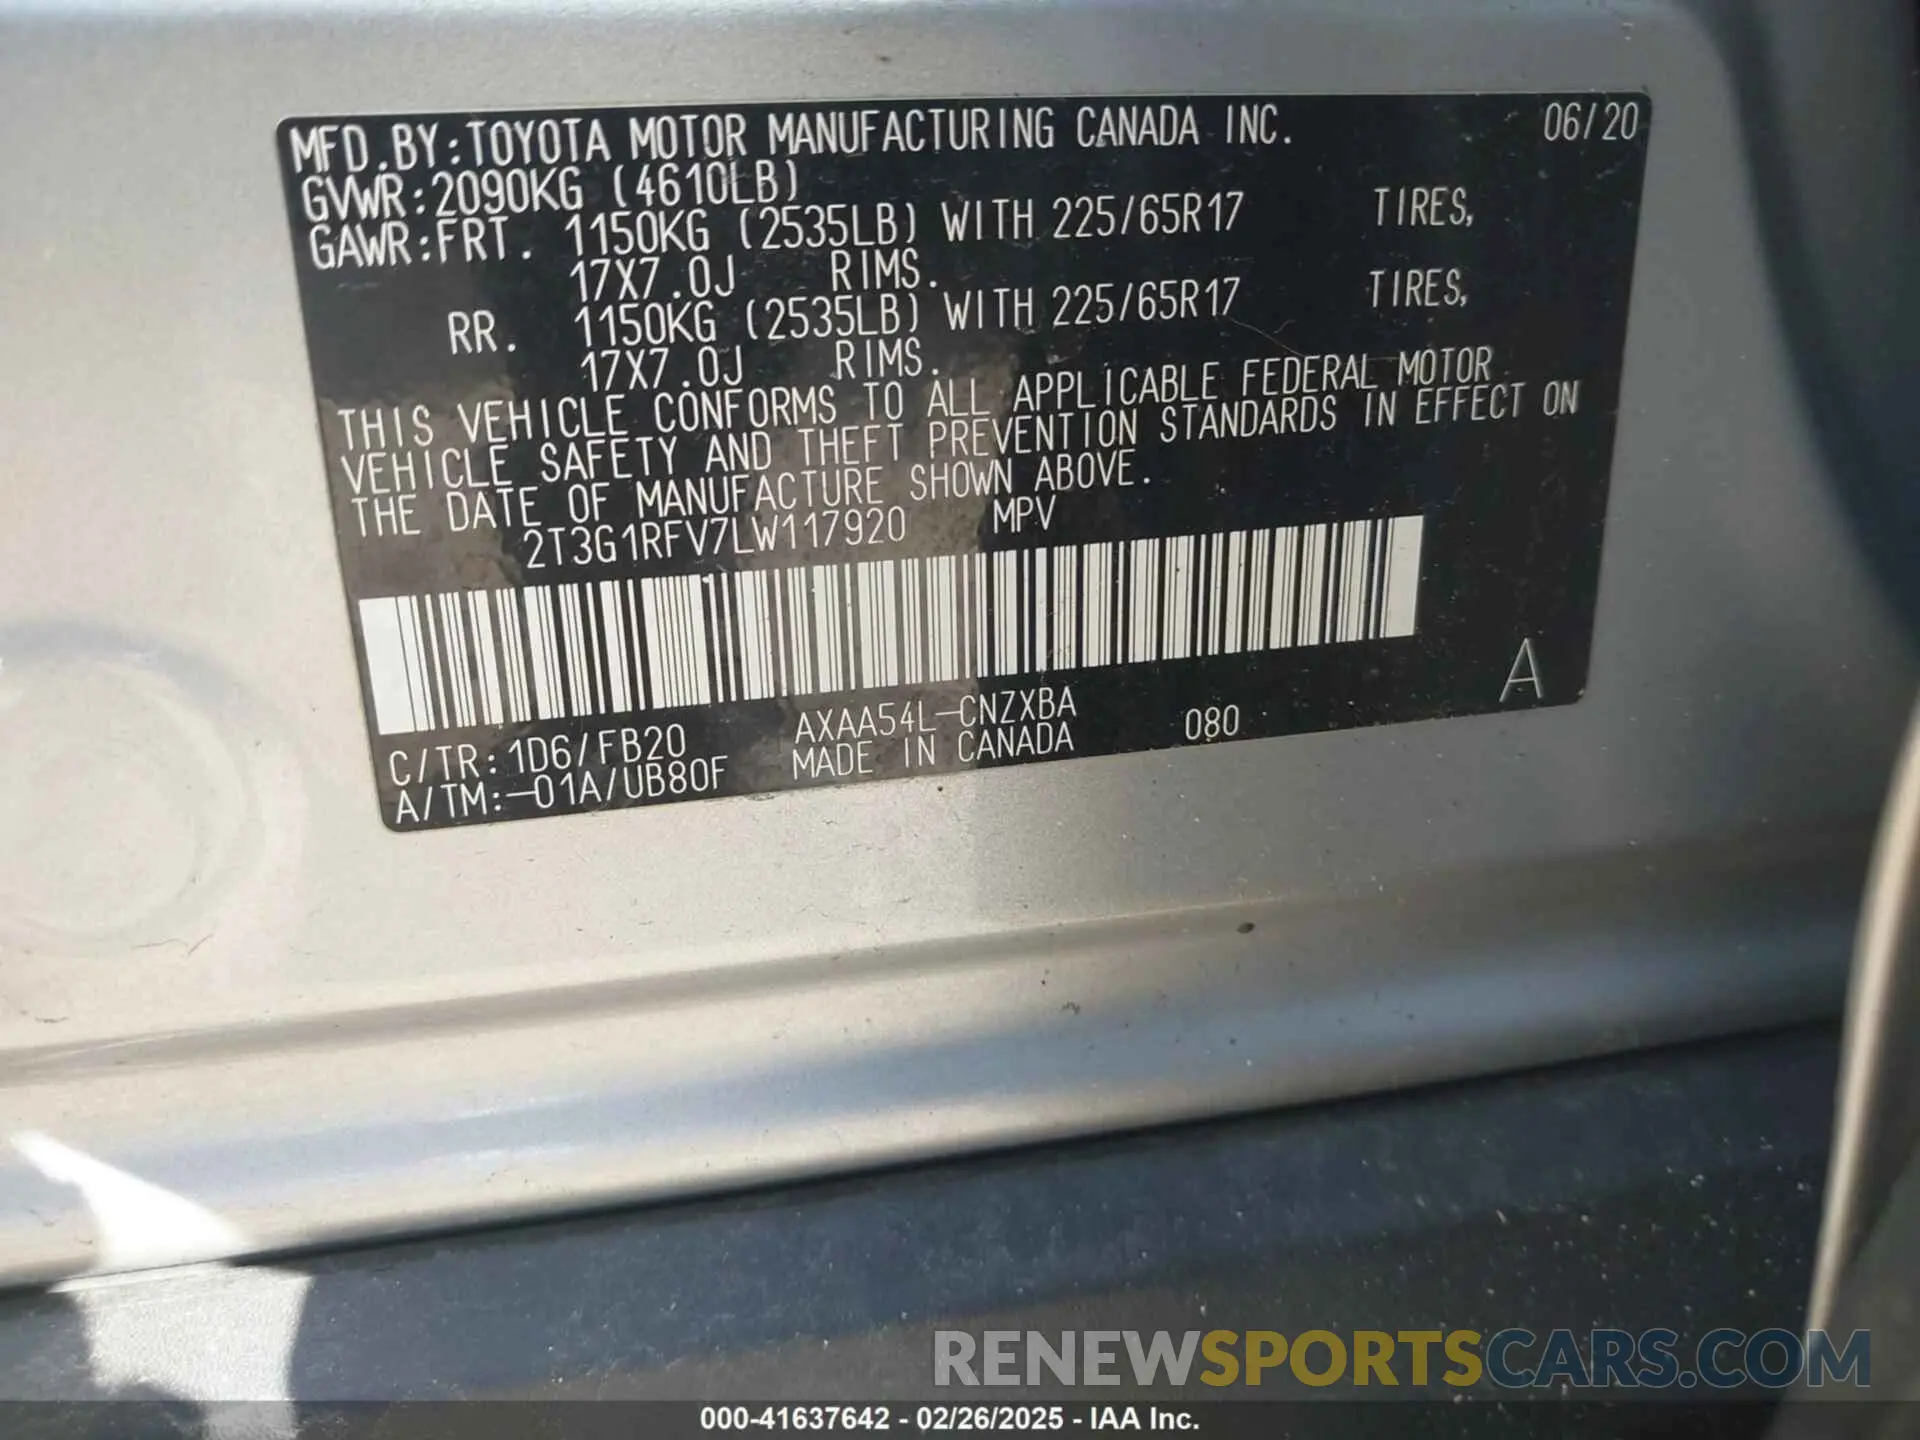 MFD.BY:TOYOTA MOTOR MANUFACTURING CANADA INC. 06/20
GVWR:2090KG (4610LB)
GAWR:FRT. 1150KG (2535LB) WITH 225/65R17 TIRES,
17X7.0J RIMS.
RR. 1150KG (2535LB) WITH 225/65R17 TIRES,
17X7.0J RIMS.
THIS VEHICLE CONFORMS TO ALL APPLICABLE FEDERAL MOTOR
VEHICLE SAFETY AND THEFT PREVENTION STANDARDS IN EFFECT ON
THE DATE OF MANUFACTURE SHOWN ABOVE.
2T3G1RFV7LW117920 MPV
A
C/TR: 1D6/FB20 AXAA54L-CNZXBA 080
A/TM:-01A/UB80F MADE IN CANADA
RENEWSPORTSCARS.COM
000-41637642 - 02/26/2025 - IAA Inc.